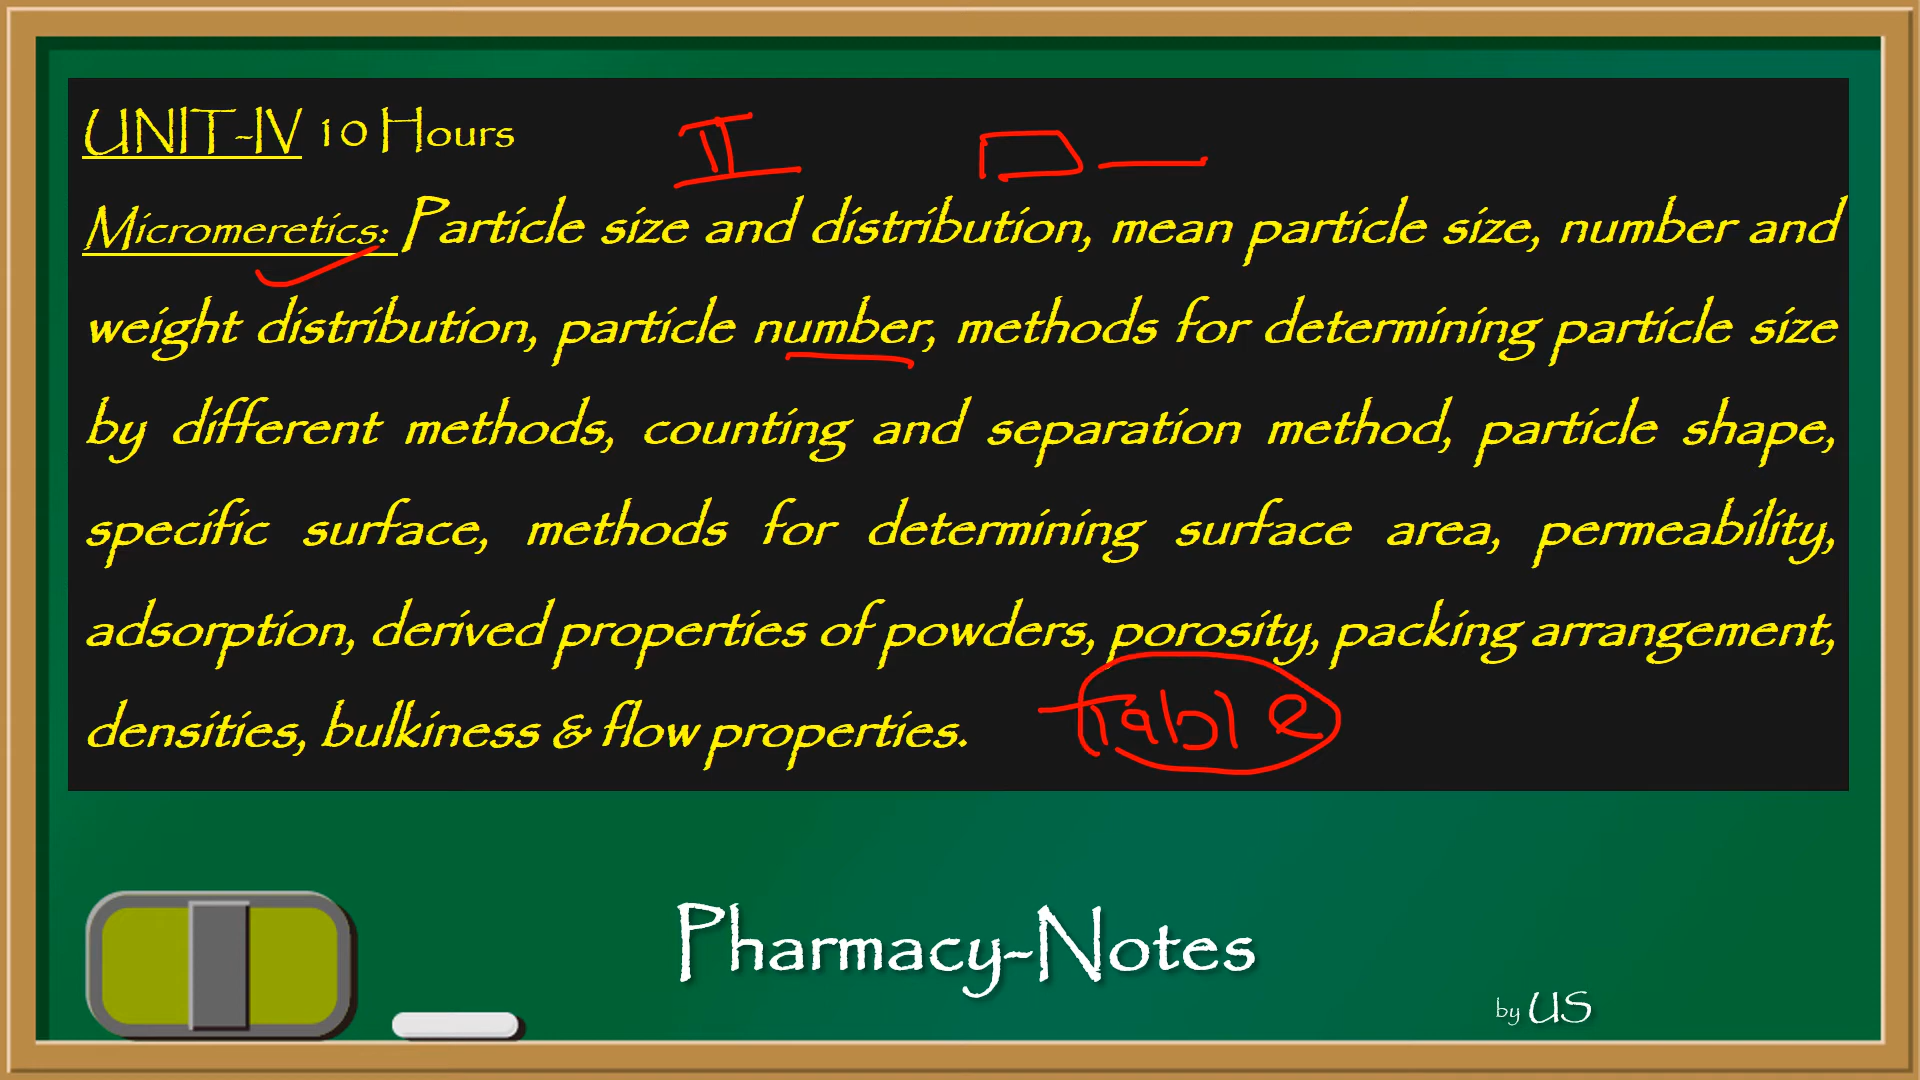 UNIT-IV 10 Hours
II D
Micromeretics: Particle size and distribution, mean particle size, number and
weight distribution, particle number, methods for determining particle size
by different methods, counting and separation method, particle shape,
specific surface, methods for determining surface area, permeability,
adsorption, derived properties of powders, porosity, packing arrangement,
densities, bulkiness & flow properties.
Table
Pharmacy-Notes
by US